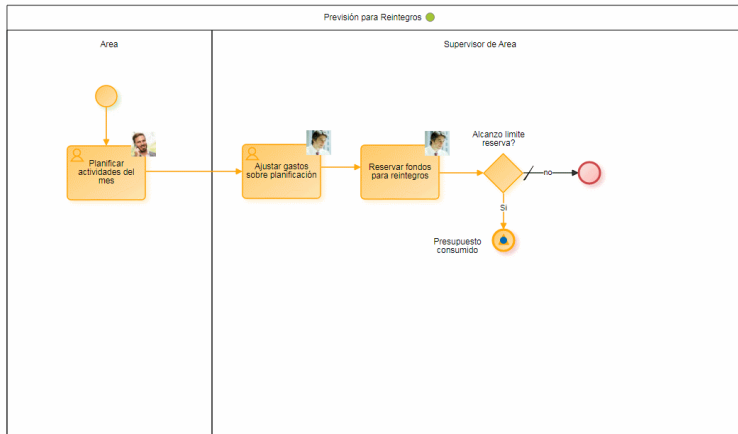 Previsión para Reintegros
Area
Supervisor de Area
Planificar
actividades del
mes
Ajustar gastos
sobre planificación
Reservar fondos
para reintegros
Alcanzo limite
reserva?
no
Si
Presupuesto
consumido